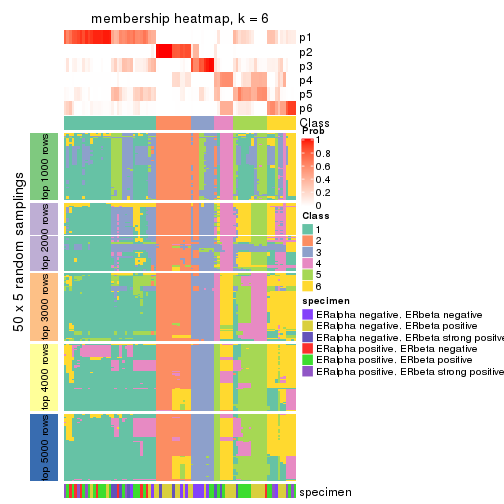 membership heatmap, k = 6
p1
p2
p3
p4
p5
p6
Class
Prob
1
0.8
0.6
0.4
0.2
0
Class
1
2
3
4
5
6
specimen
ERalpha negative. ERbeta negative
ERalpha negative. ERbeta positive
ERalpha negative. ERbeta strong positive
ERalpha positive. ERbeta negative
ERalpha positive. ERbeta positive
ERalpha positive. ERbeta strong positive
50 x 5 random samplings
top 1000 rows
top 2000 rows
top 3000 rows
top 4000 rows
top 5000 rows
specimen